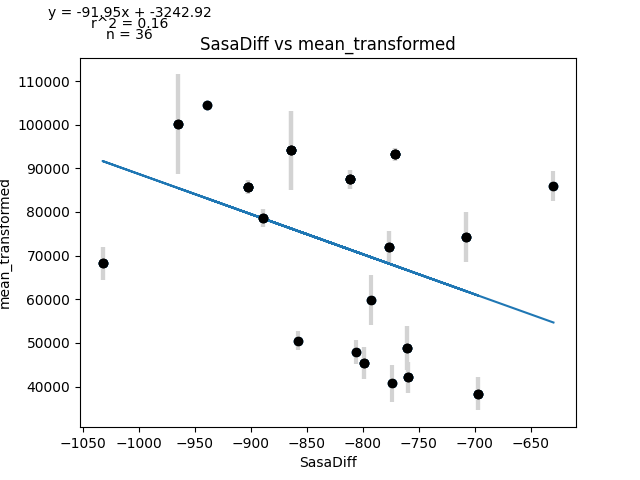 y = -91.95x + -3242.92
r^2 = 0.16
n = 36
SasaDiff vs mean_transformed
110000
100000
90000
80000
70000
60000
50000
40000
mean_transformed
−1050 −1000 −950 −900 −850 −800 −750 −700 −650
SasaDiff